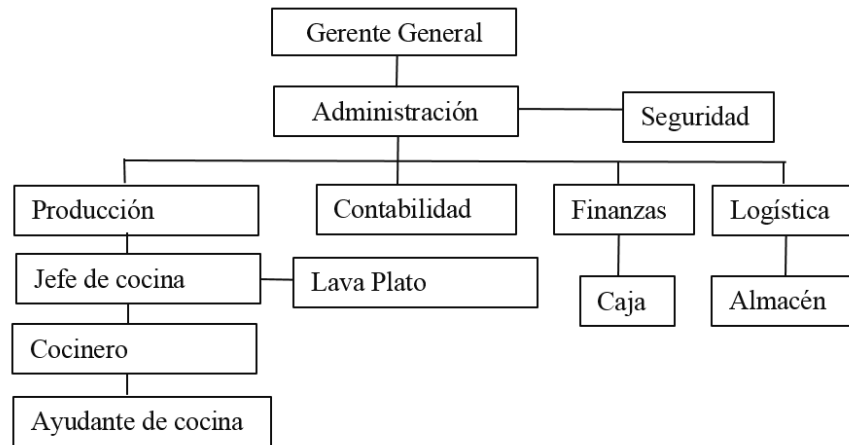 Gerente General
Administración
Seguridad
Producción
Contabilidad
Finanzas
Logística
Jefe de cocina
Lava Plato
Caja
Almacén
Cocinero
Ayudante de cocina